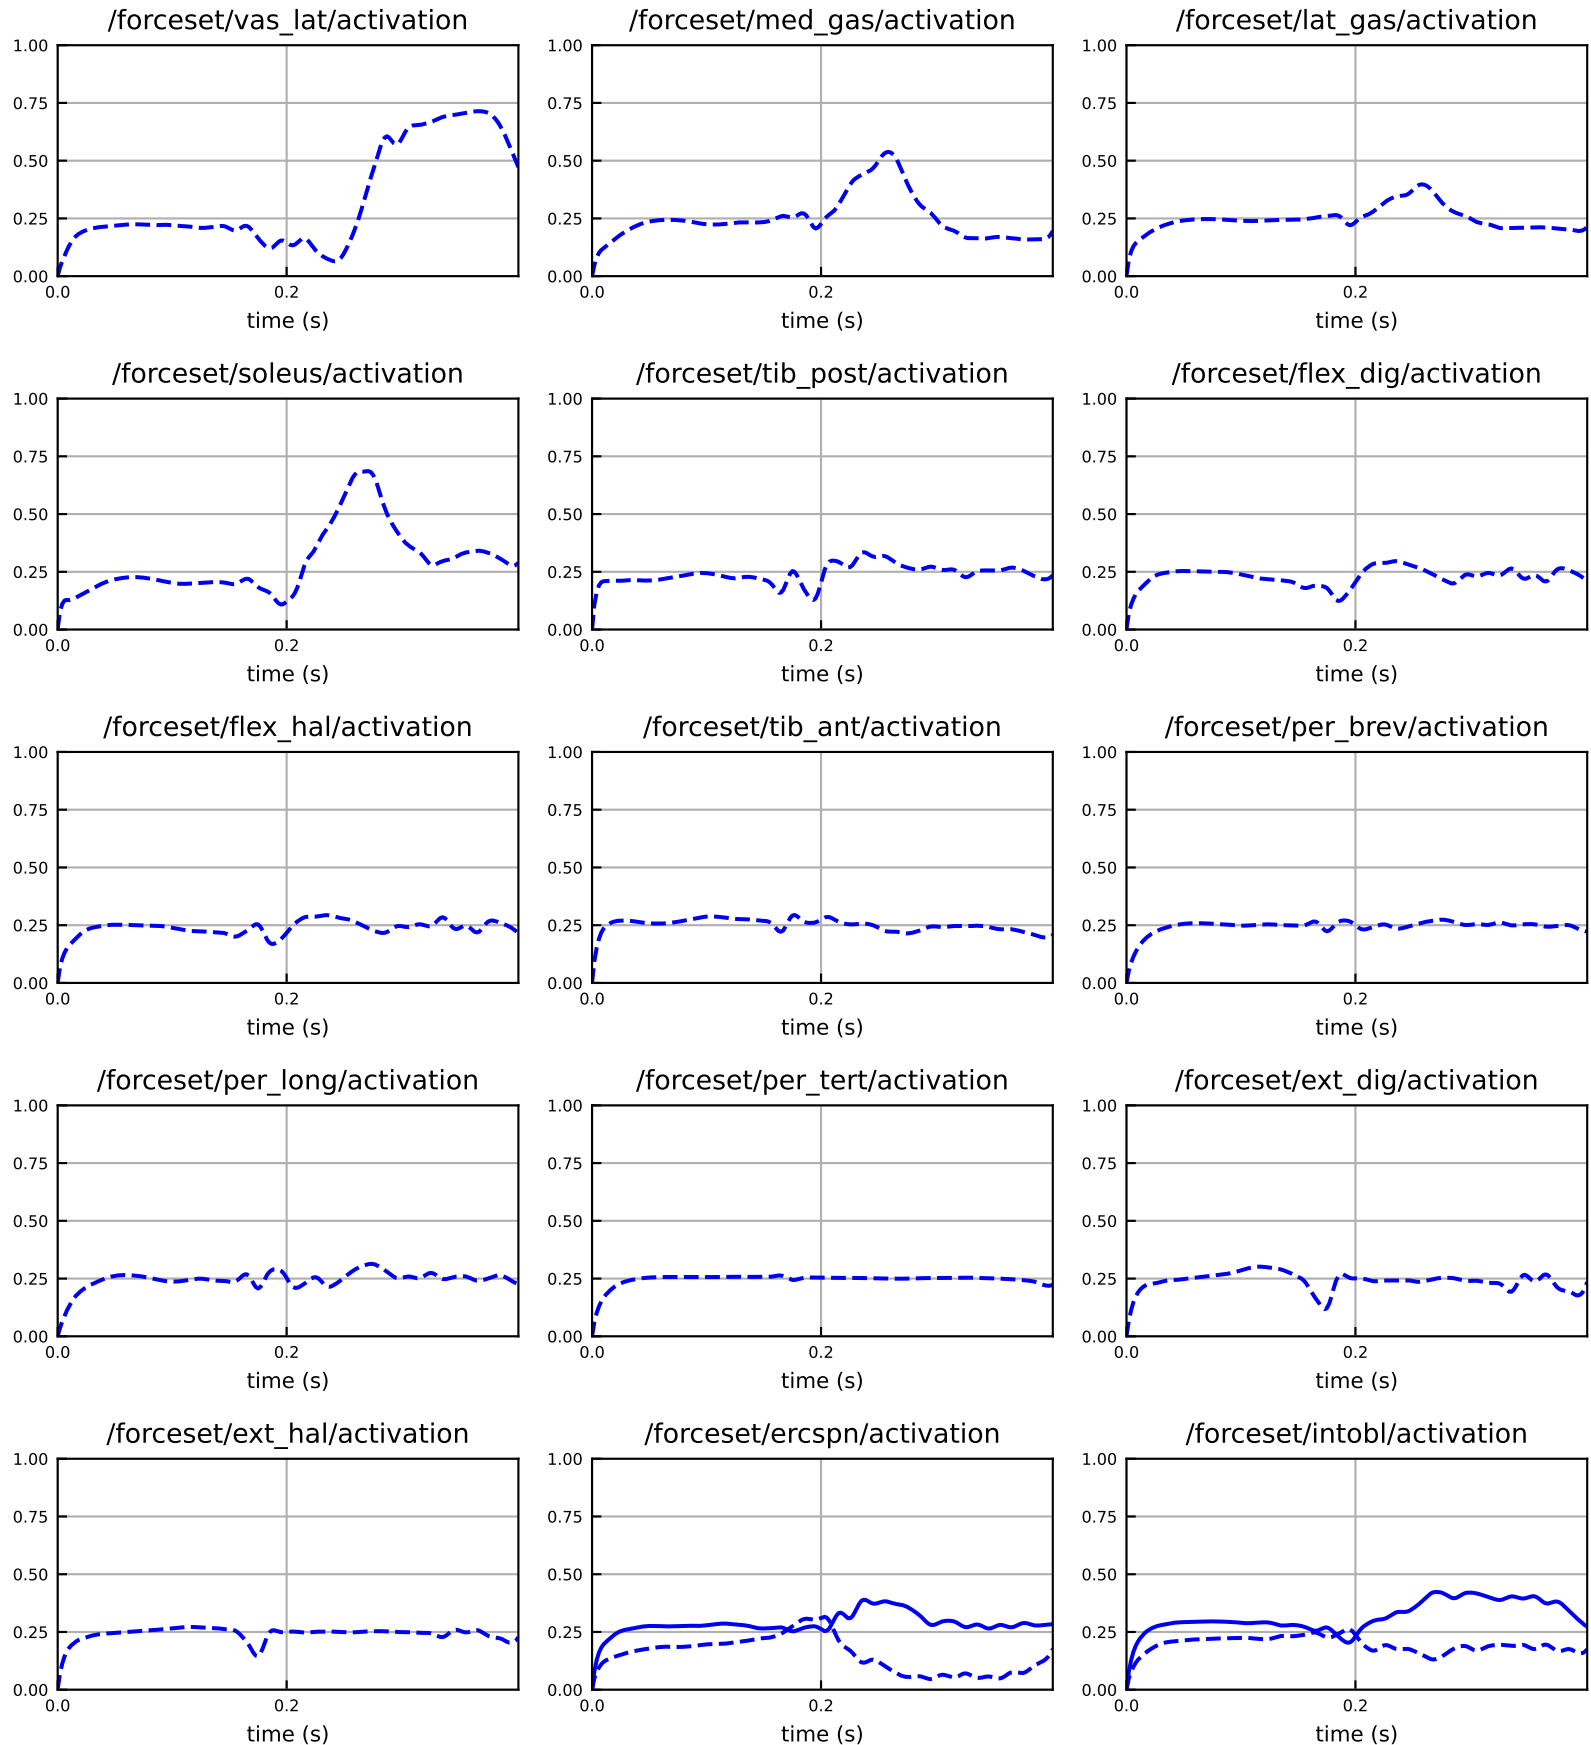 /forceset/vas_lat/activation /forceset/med_gas/activation /forceset/lat_gas/activation
1.00 1.00 1.00
0.75 0.75 0.75
0.50 0.50 0.50
0.25 0.25 0.25
0.00 0.00 0.00
0.0 0.2 0.0 0.2 0.0 0.2
time (s) time (s) time (s)
/forceset/soleus/activation /forceset/tib_post/activation /forceset/flex_dig/activation
1.00 1.00 1.00
0.75 0.75 0.75
0.50 0.50 0.50
0.25 0.25 0.25
0.00 0.00 0.00
0.0 0.2 0.0 0.2 0.0 0.2
time (s) time (s) time (s)
/forceset/flex_hal/activation /forceset/tib_ant/activation /forceset/per_brev/activation
1.00 1.00 1.00
0.75 0.75 0.75
0.50 0.50 0.50
0.25 0.25 0.25
0.00 0.00 0.00
0.0 0.2 0.0 0.2 0.0 0.2
time (s) time (s) time (s)
/forceset/per_long/activation /forceset/per_tert/activation /forceset/ext_dig/activation
1.00 1.00 1.00
0.75 0.75 0.75
0.50 0.50 0.50
0.25 0.25 0.25
0.00 0.00 0.00
0.0 0.2 0.0 0.2 0.0 0.2
time (s) time (s) time (s)
/forceset/ext_hal/activation /forceset/ercspn/activation /forceset/intobl/activation
1.00 1.00 1.00
0.75 0.75 0.75
0.50 0.50 0.50
0.25 0.25 0.25
0.00 0.00 0.00
0.0 0.2 0.0 0.2 0.0 0.2
time (s) time (s) time (s)